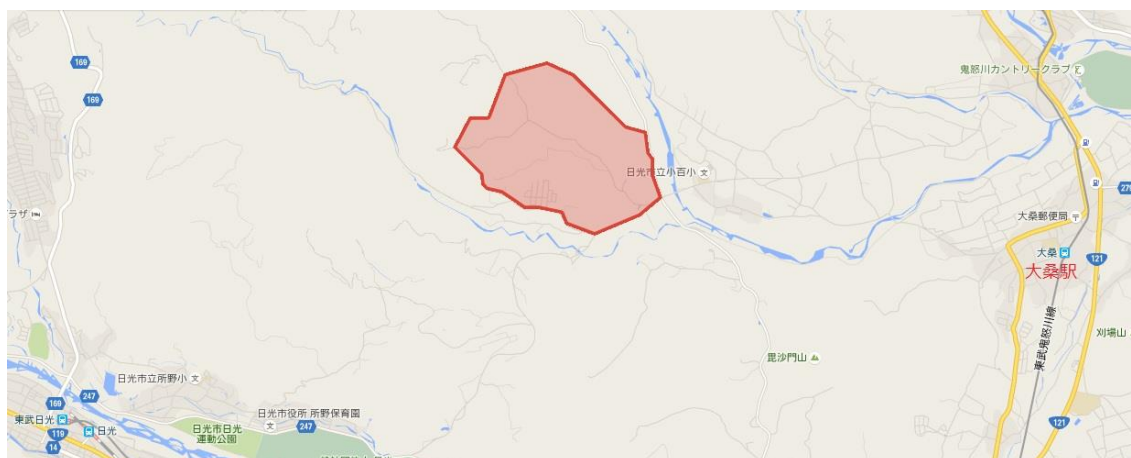 169
169
鬼怒川カントリークラブ
日光市立小百小
279
プラザ
大桑郵便局
大桑
大桑駅
121
東武鬼怒川線
刈場山
毘沙門山
日光市立所野小
247
169
日光市役所 所野保育園
247
東武日光
119
日光
日光市日光
運動公園
14
121